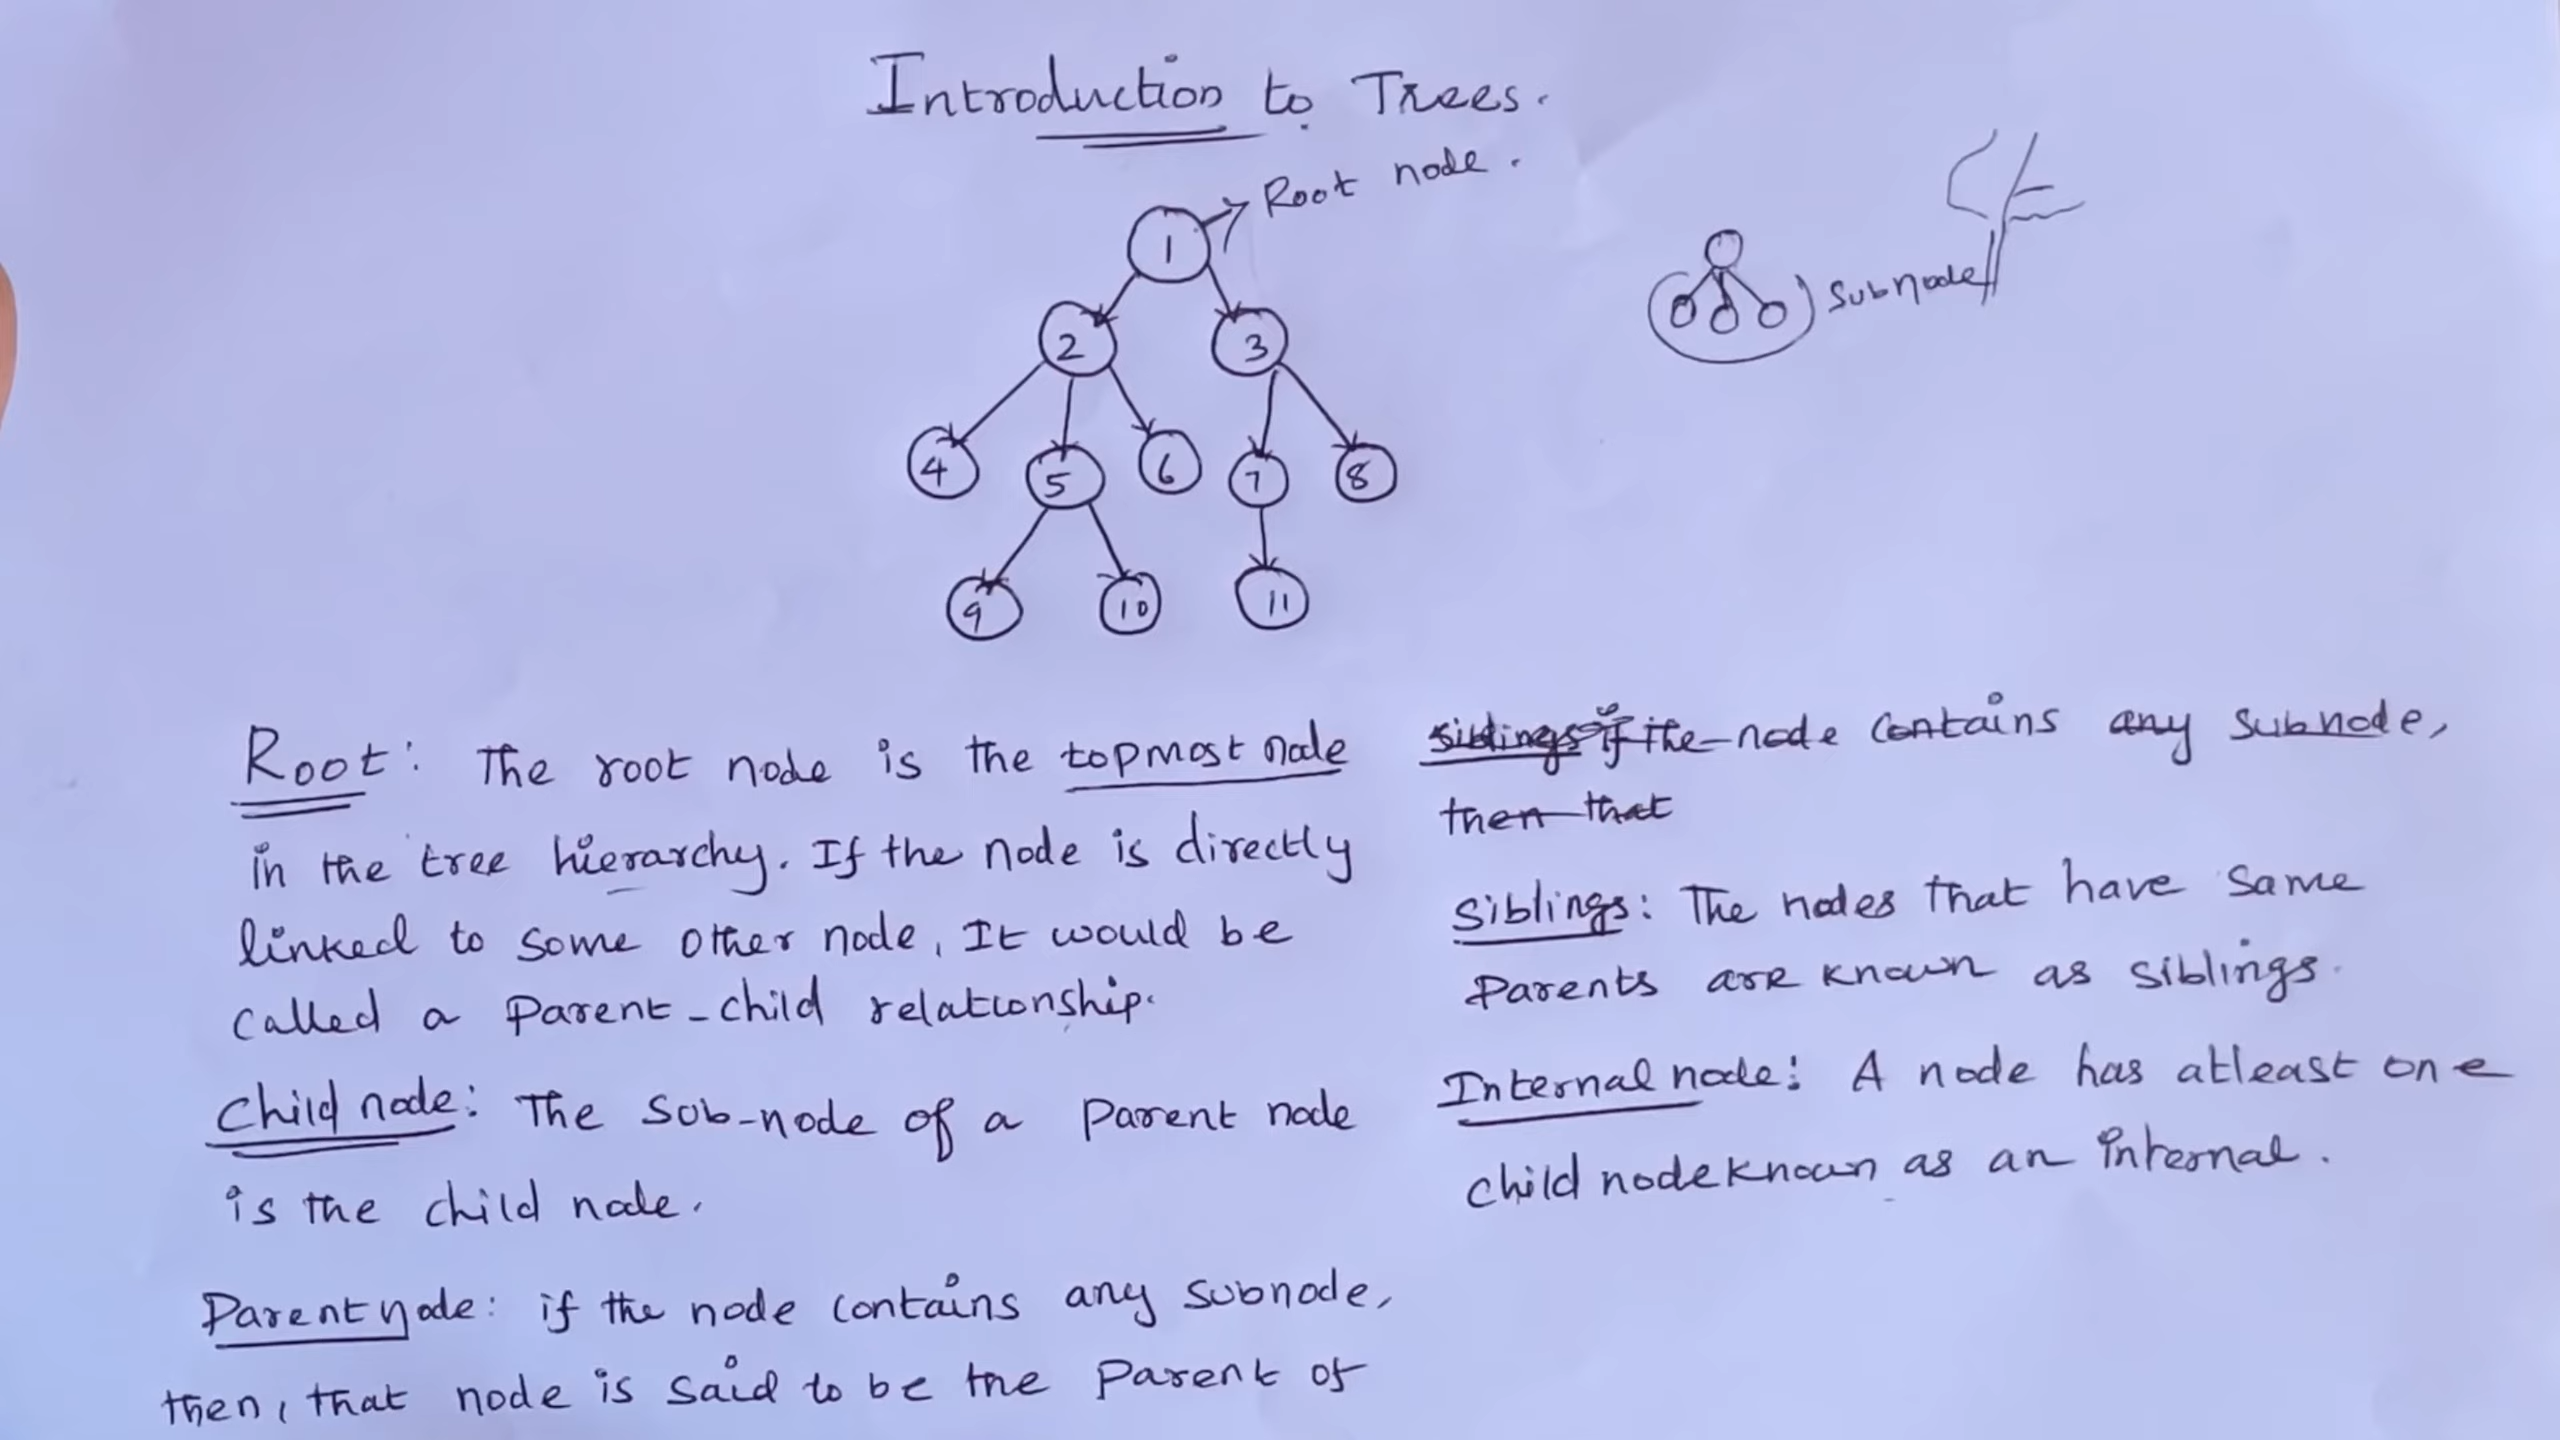 Introduction to Trees.
Root node.
1
2 3
4 5 6 7 8
9 10 11
Subnode
Root: The root node is the topmost node
in the tree hierarchy. If the node is directly
linked to some other node, It would be
called a Parent-child relationship.
Child node: The Sub-node of a Parent node
is the child node.
Parent node: if the node contains any subnode,
then, that node is said to be the Parent of
Siblings if the node contains any subnode,
then that
Siblings: The nodes that have same
Parents are known as siblings.
Internal node: A node has atleast one
child node known as an internal.